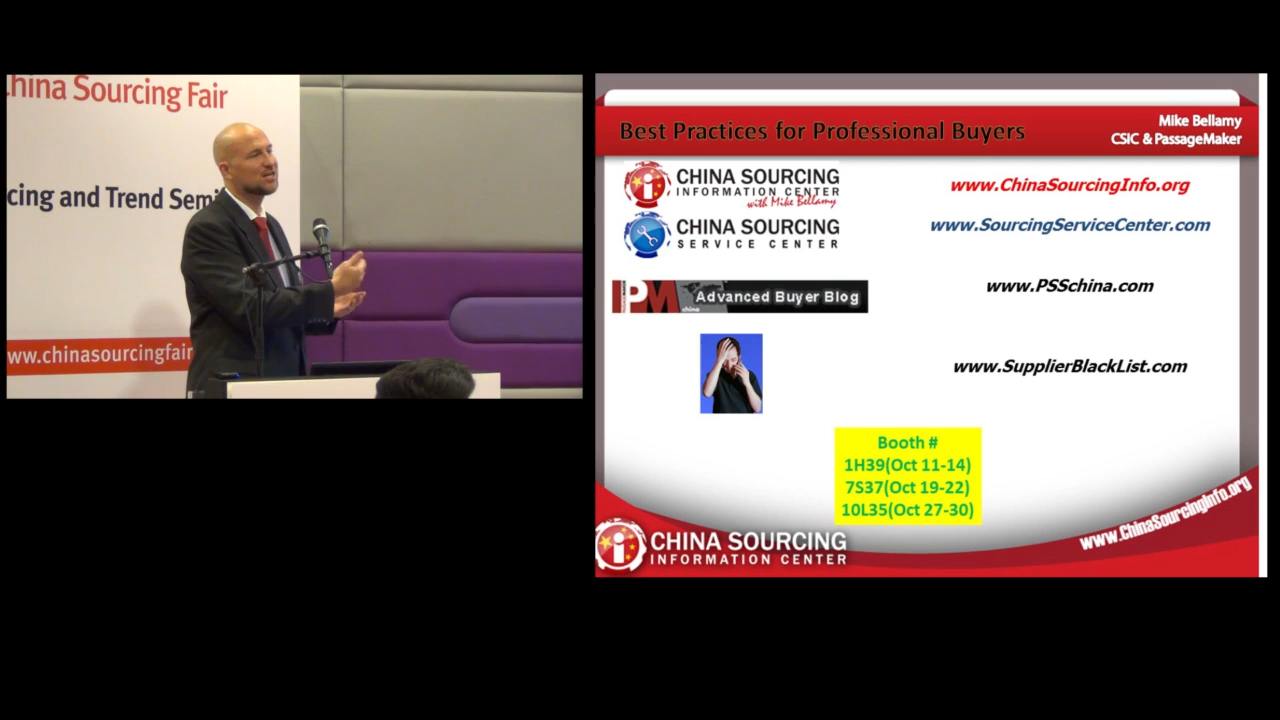 China Sourcing Fair
cing and Trend Semi
www.chinasourcingfair
Best Practices for Professional Buyers
Mike Bellamy
CSIC & PassageMaker
CHINA SOURCING
INFORMATION CENTER
with Mike Bellamy
www.ChinaSourcingInfo.org
CHINA SOURCING
SERVICE CENTER
www.SourcingServiceCenter.com
PM
china
Advanced Buyer Blog
www.PSSchina.com
www.SupplierBlackList.com
Booth #
1H39(Oct 11-14)
7S37(Oct 19-22)
10L35(Oct 27-30)
CHINA SOURCING
INFORMATION CENTER
www.ChinaSourcingInfo.org